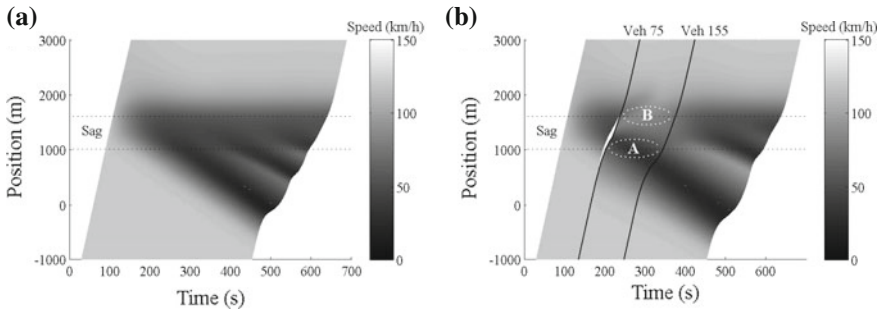 (a)
Speed (km/h)
3000
2000
1000
0
-1000
Position (m)
Sag
0 100 200 300 400 500 600 700
Time (s)
150
100
50
0
(b)
Veh 75 Veh 155
Speed (km/h)
3000
2000
1000
0
-1000
Position (m)
Sag
B
A
0 100 200 300 400 500 600
Time (s)
150
100
50
0